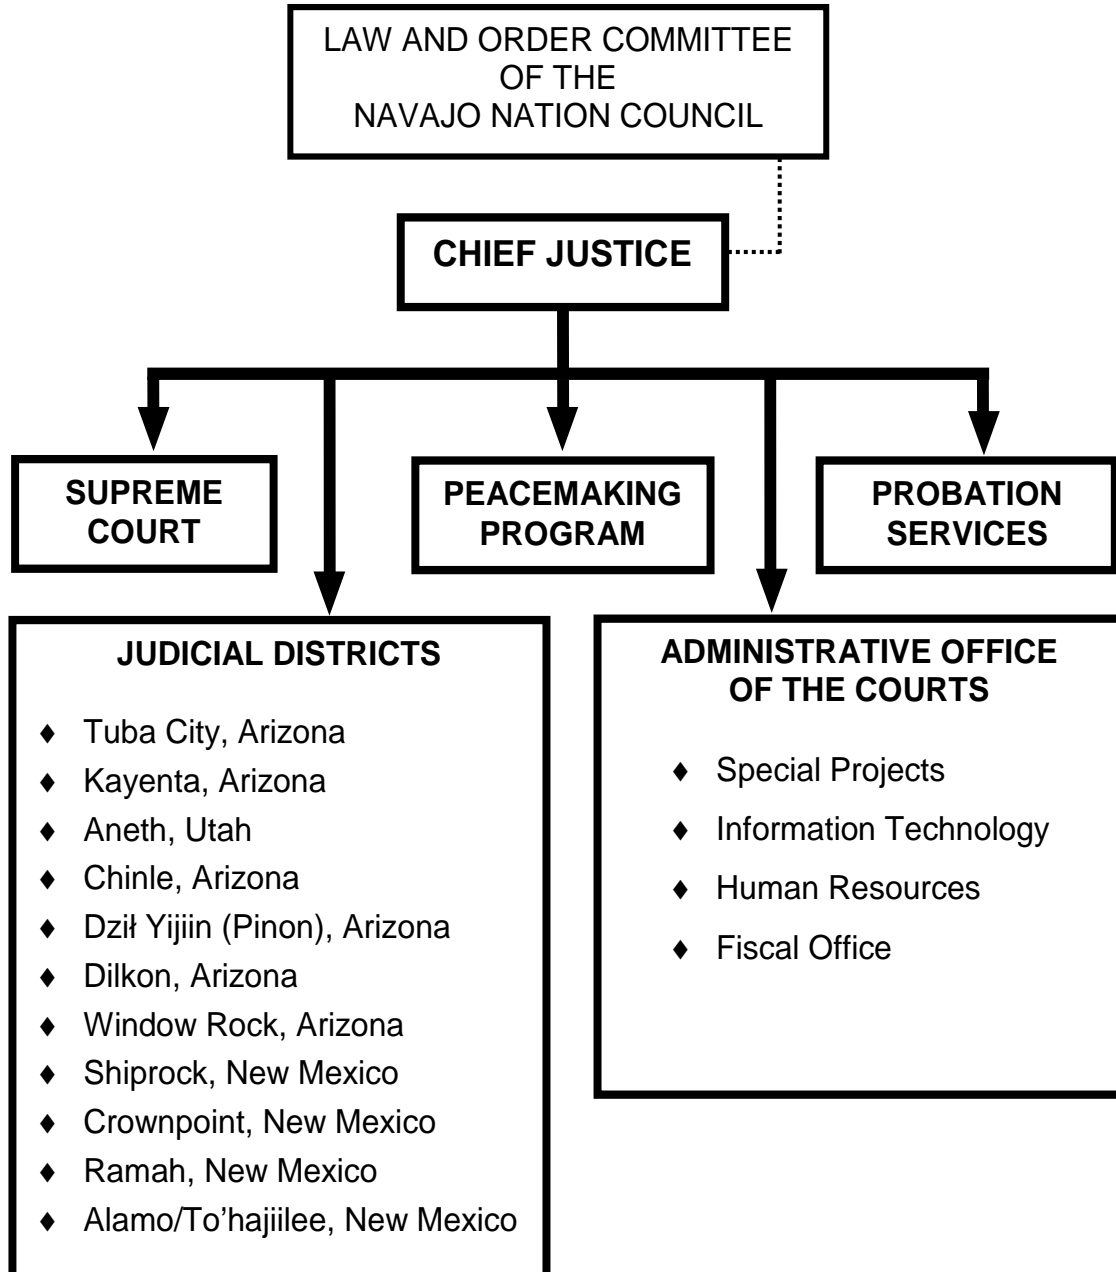 LAW AND ORDER COMMITTEE
OF THE
NAVAJO NATION COUNCIL
CHIEF JUSTICE
SUPREME
COURT
PEACEMAKING
PROGRAM
PROBATION
SERVICES
JUDICIAL DISTRICTS
♦ Tuba City, Arizona
♦ Kayenta, Arizona
♦ Aneth, Utah
♦ Chinle, Arizona
♦ Dził Yijiin (Pinon), Arizona
♦ Dilkon, Arizona
♦ Window Rock, Arizona
♦ Shiprock, New Mexico
♦ Crownpoint, New Mexico
♦ Ramah, New Mexico
♦ Alamo/To’hajiilee, New Mexico
ADMINISTRATIVE OFFICE
OF THE COURTS
♦ Special Projects
♦ Information Technology
♦ Human Resources
♦ Fiscal Office